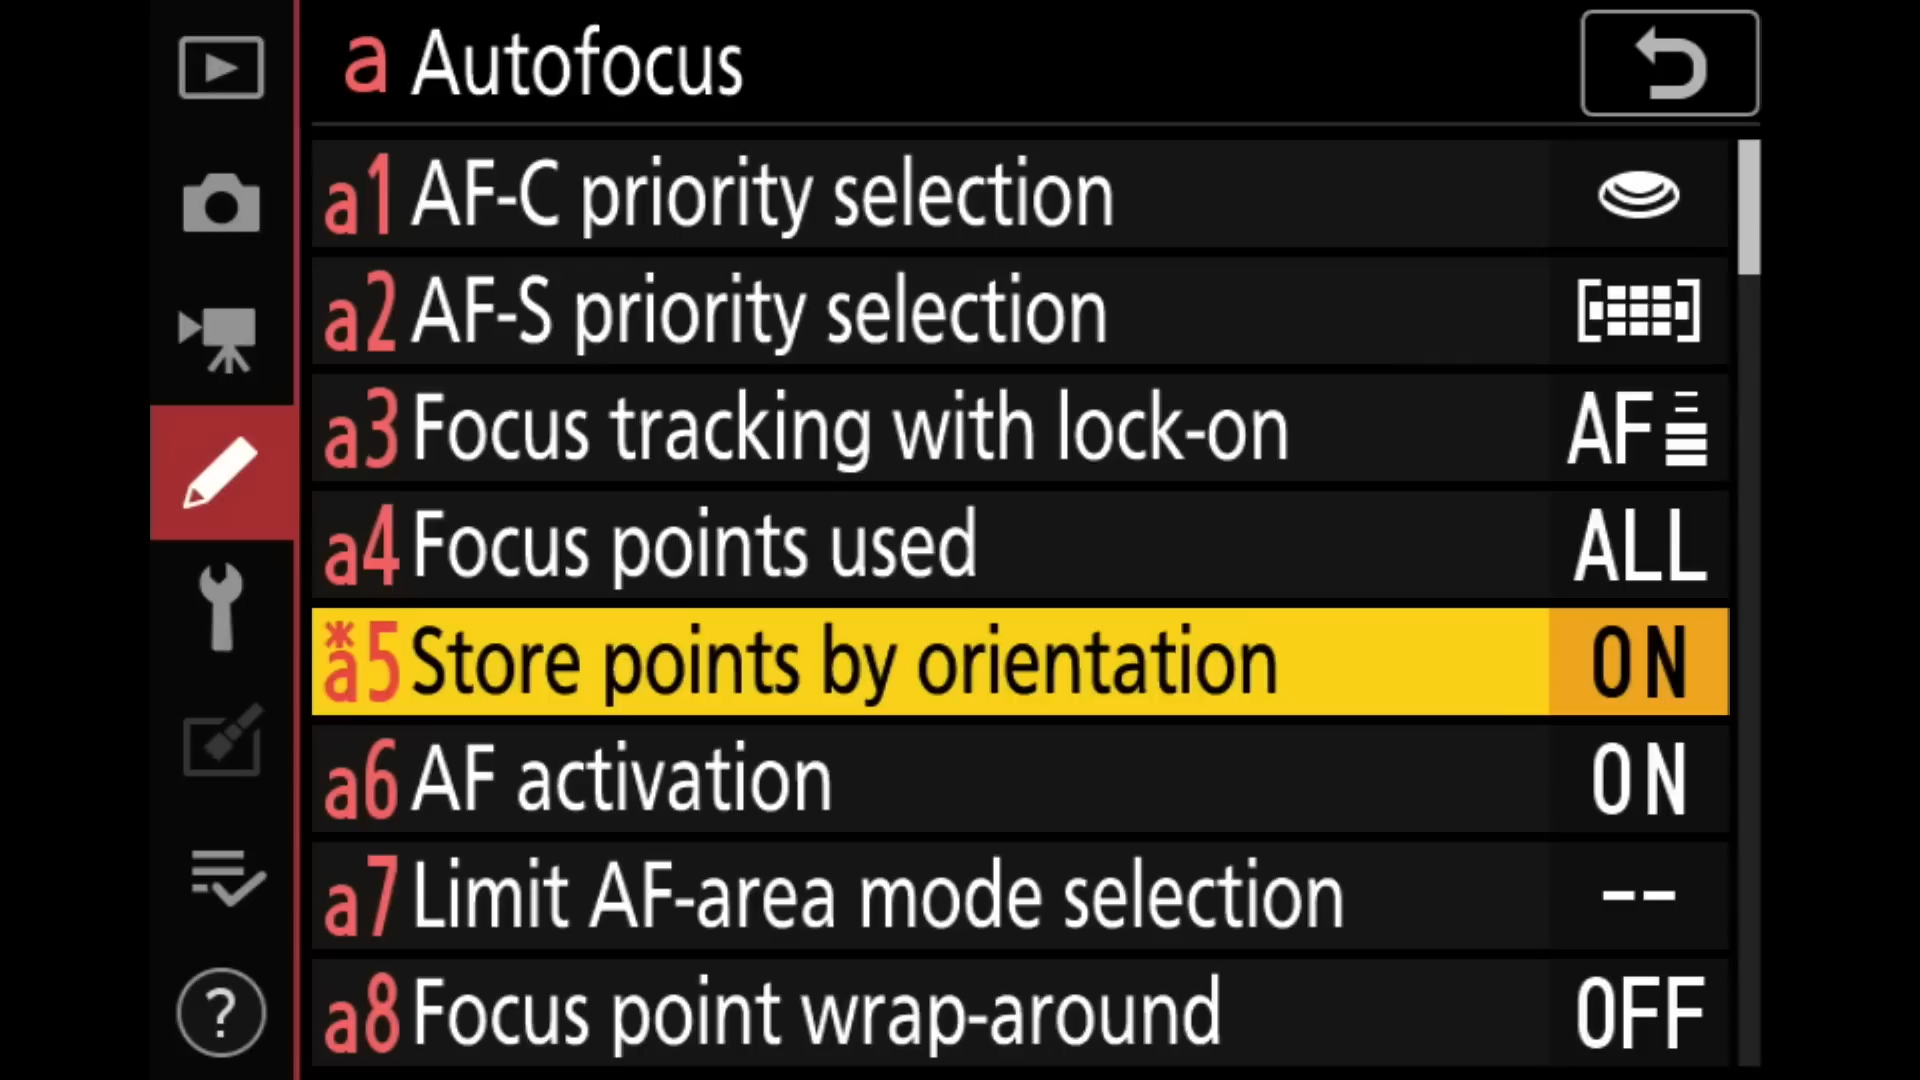 a Autofocus
a1 AF-C priority selection
a2 AF-S priority selection
a3 Focus tracking with lock-on AF
a4 Focus points used ALL
*a5 Store points by orientation ON
a6 AF activation ON
a7 Limit AF-area mode selection --
a8 Focus point wrap-around OFF
?